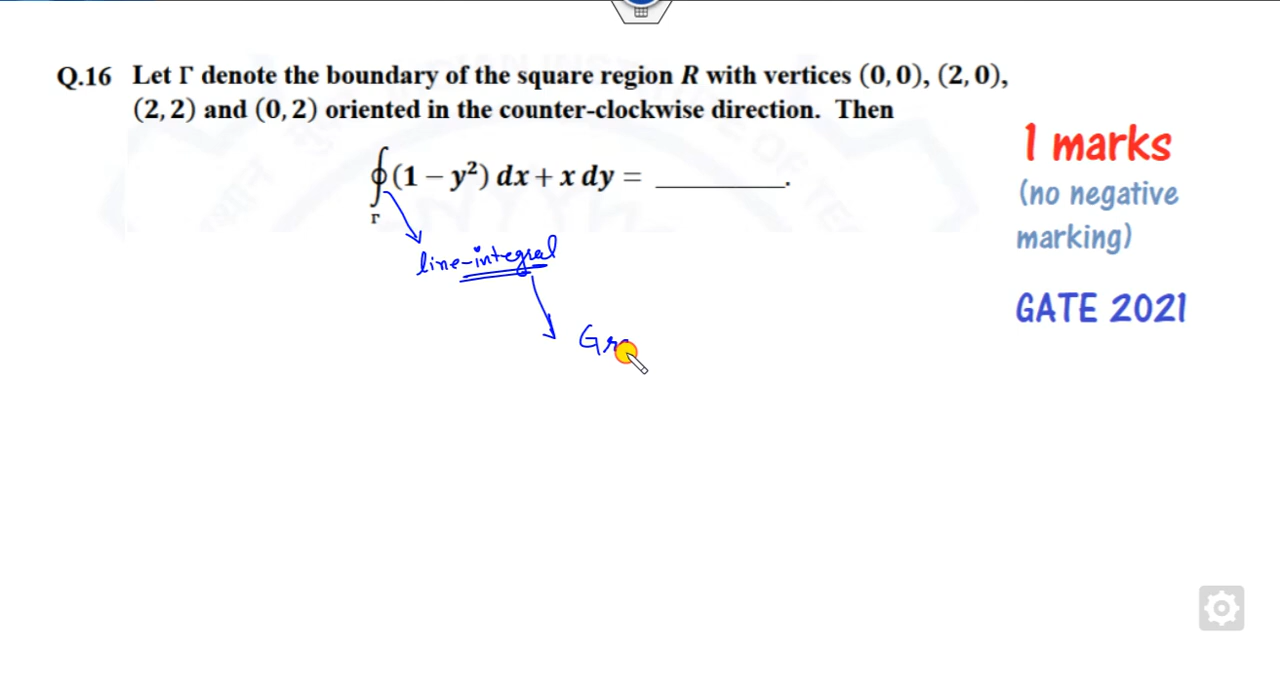 Q.16 Let Γ denote the boundary of the square region R with vertices (0, 0), (2, 0),
(2, 2) and (0, 2) oriented in the counter-clockwise direction. Then
∮Γ (1 – y²) dx + x dy = ________.
1 marks
(no negative
marking)
GATE 2021
line-integral
Gr